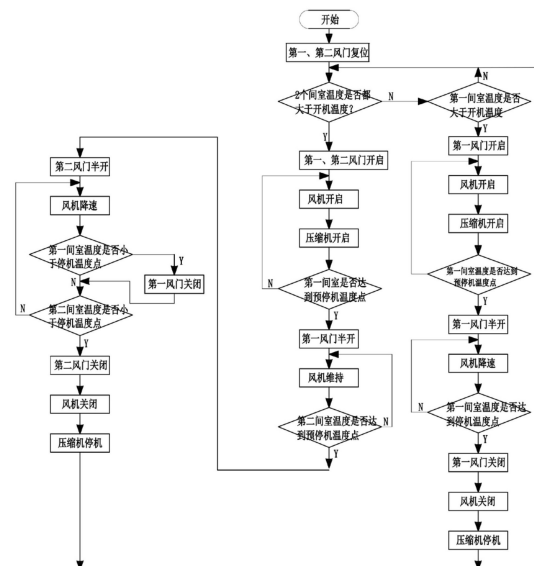 开始
第一、第二风门复位
2个间室温度是否都
大于开机温度?
N
Y
第一间室温度是否
大于开机温度
N
Y
第一、第二风门开启
风机开启
压缩机开启
第一间室是否达
到预停机温度点
N
Y
第一风门半开
风机维持
第二间室温度是否达
到预停机温度点
N
Y
第二风门半开
风机降速
第一间室温度是否小
于停机温度点
Y
N
第一风门关闭
第二间室温度是否小
于停机温度点
N
Y
第二风门关闭
风机关闭
压缩机停机
第一风门开启
风机开启
压缩机开启
第一间室温度是否达到
预停机温度点
N
Y
第一风门半开
风机降速
第一间室温度是否达
到停机温度点
N
Y
第一风门关闭
风机关闭
压缩机停机